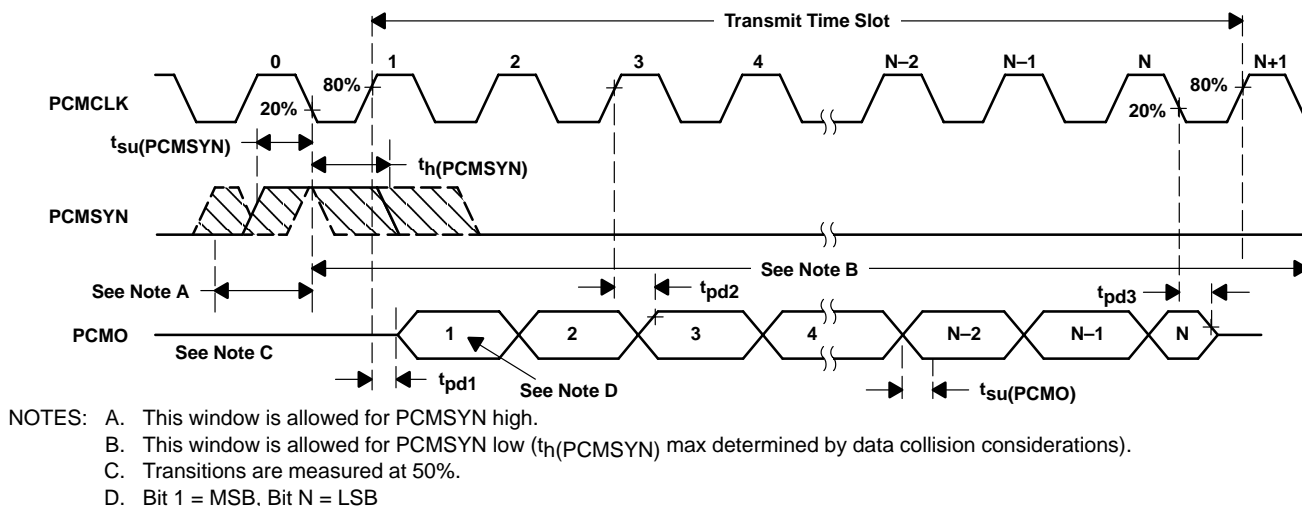 Transmit Time Slot
0 1 2 3 4 N–2 N–1 N N+1
80% 80%
PCMCLK
20% 20%
tsu(PCMSYN)
th(PCMSYN)
PCMSYN
See Note B
See Note A
tpd2
tpd3
PCMO
1 2 3 4 N–2 N–1 N
See Note C
tpd1
See Note D
tsu(PCMO)
NOTES: A. This window is allowed for PCMSYN high.
B. This window is allowed for PCMSYN low (th(PCMSYN) max determined by data collision considerations).
C. Transitions are measured at 50%.
D. Bit 1 = MSB, Bit N = LSB